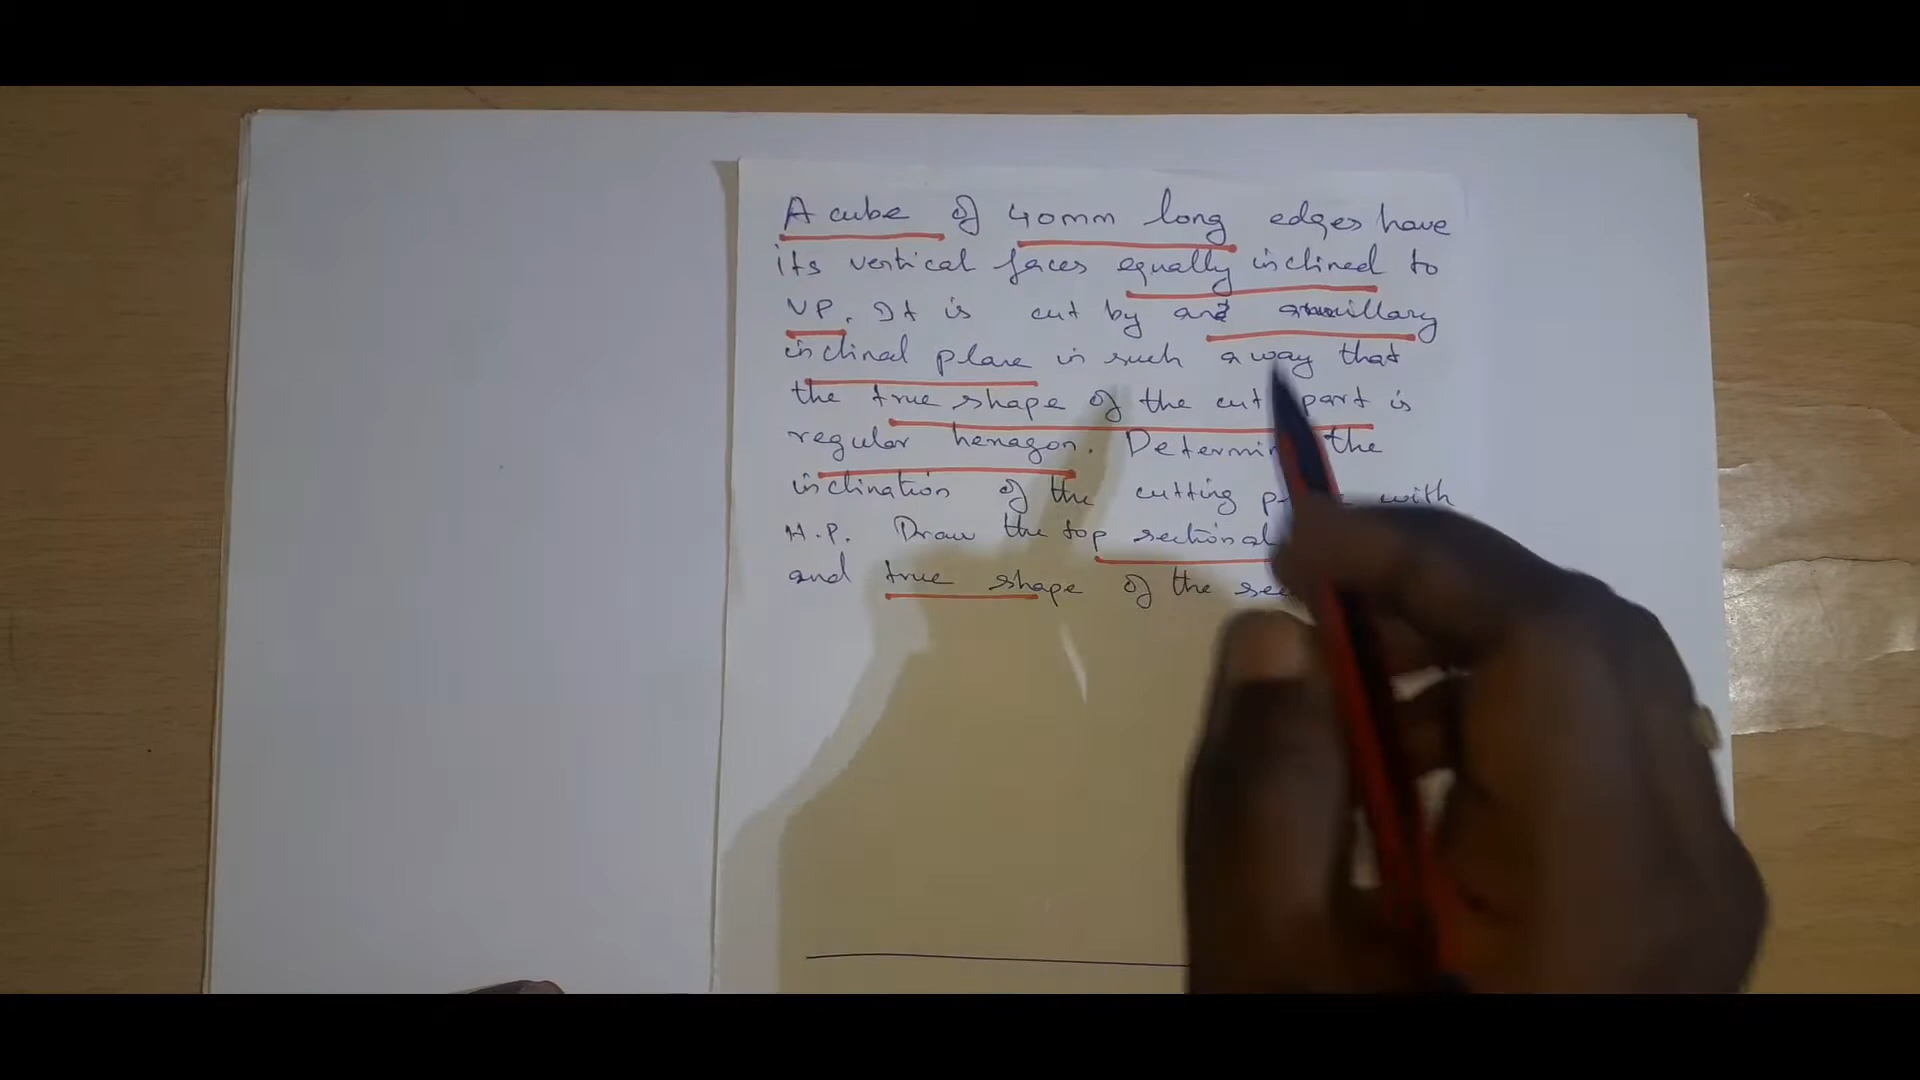 A cube of 40mm long edges have
its vertical faces equally inclined to
VP. It is cut by an auxillary
inclinal plane in such a way that
the true shape of the cut part is
regular hexagon. Determin the
inclination of the cutting with
H.P. Draw the top sectional
and true shape of the